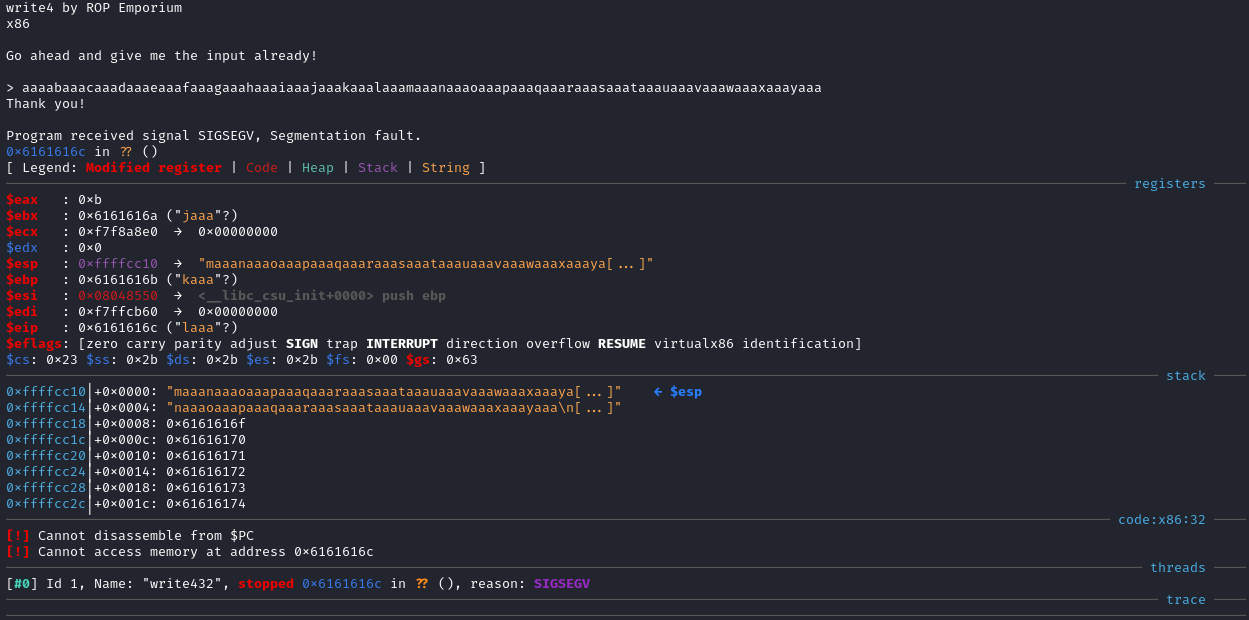 write4 by ROP Emporium
x86
Go ahead and give me the input already!
> aaaabaaacaaadaaaeaaafaaagaaahaaaiaaajaaakaaalaaamaaanaaaoaaapaaaqaaaraaasaaataaauaaavaaawaaaxaaayaaa
Thank you!
Program received signal SIGSEGV, Segmentation fault.
0×6161616c in ?? ()
[ Legend: Modified register | Code | Heap | Stack | String ]
registers
$eax : 0×b
$ebx : 0×6161616a ("jaaa"?)
$ecx : 0×f7f8a8e0 → 0×00000000
$edx : 0×0
$esp : 0×ffffcc10 → "maaanaaaoaaapaaaqaaaraaasaaataaauaaavaaawaaaxaaaya[...]"
$ebp : 0×6161616b ("kaaa"?)
$esi : 0×08048550 → <__libc_csu_init+0000> push ebp
$edi : 0×f7ffcb60 → 0×00000000
$eip : 0×6161616c ("laaa"?)
$eflags: [zero carry parity adjust SIGN trap INTERRUPT direction overflow RESUME virtualx86 identification]
$cs: 0×23 $ss: 0×2b $ds: 0×2b $es: 0×2b $fs: 0×00 $gs: 0×63
stack
0×ffffcc10│+0×0000: "maaanaaaoaaapaaaqaaaraaasaaataaauaaavaaawaaaxaaaya[...]" ← $esp
0×ffffcc14│+0×0004: "naaaoaaapaaaqaaaraaasaaataaauaaavaaawaaaxaaayaaa\n[...]"
0×ffffcc18│+0×0008: 0×6161616f
0×ffffcc1c│+0×000c: 0×61616170
0×ffffcc20│+0×0010: 0×61616171
0×ffffcc24│+0×0014: 0×61616172
0×ffffcc28│+0×0018: 0×61616173
0×ffffcc2c│+0×001c: 0×61616174
code:x86:32
[!] Cannot disassemble from $PC
[!] Cannot access memory at address 0×6161616c
threads
[#0] Id 1, Name: "write432", stopped 0×6161616c in ?? (), reason: SIGSEGV
trace